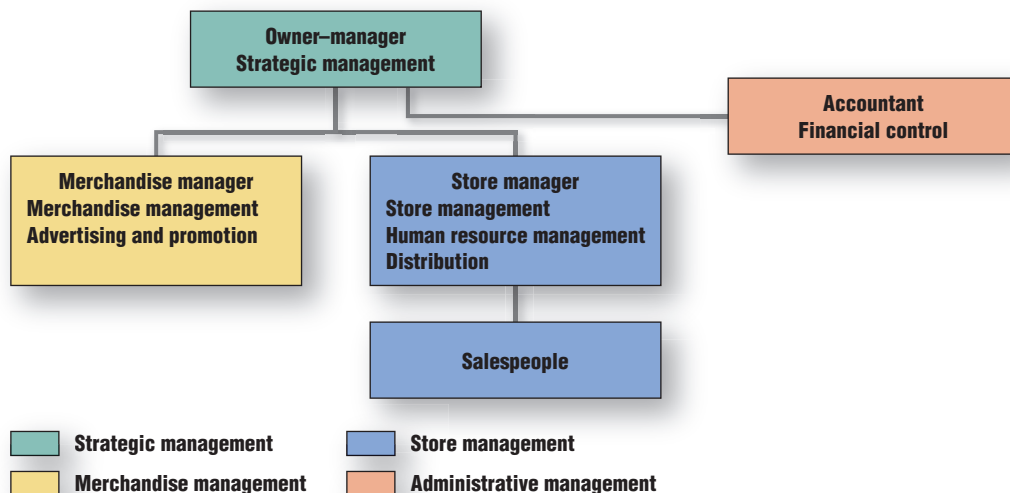 Owner–manager
Strategic management
Accountant
Financial control
Merchandise manager
Merchandise management
Advertising and promotion
Store manager
Store management
Human resource management
Distribution
Salespeople
Strategic management
Store management
Merchandise management
Administrative management